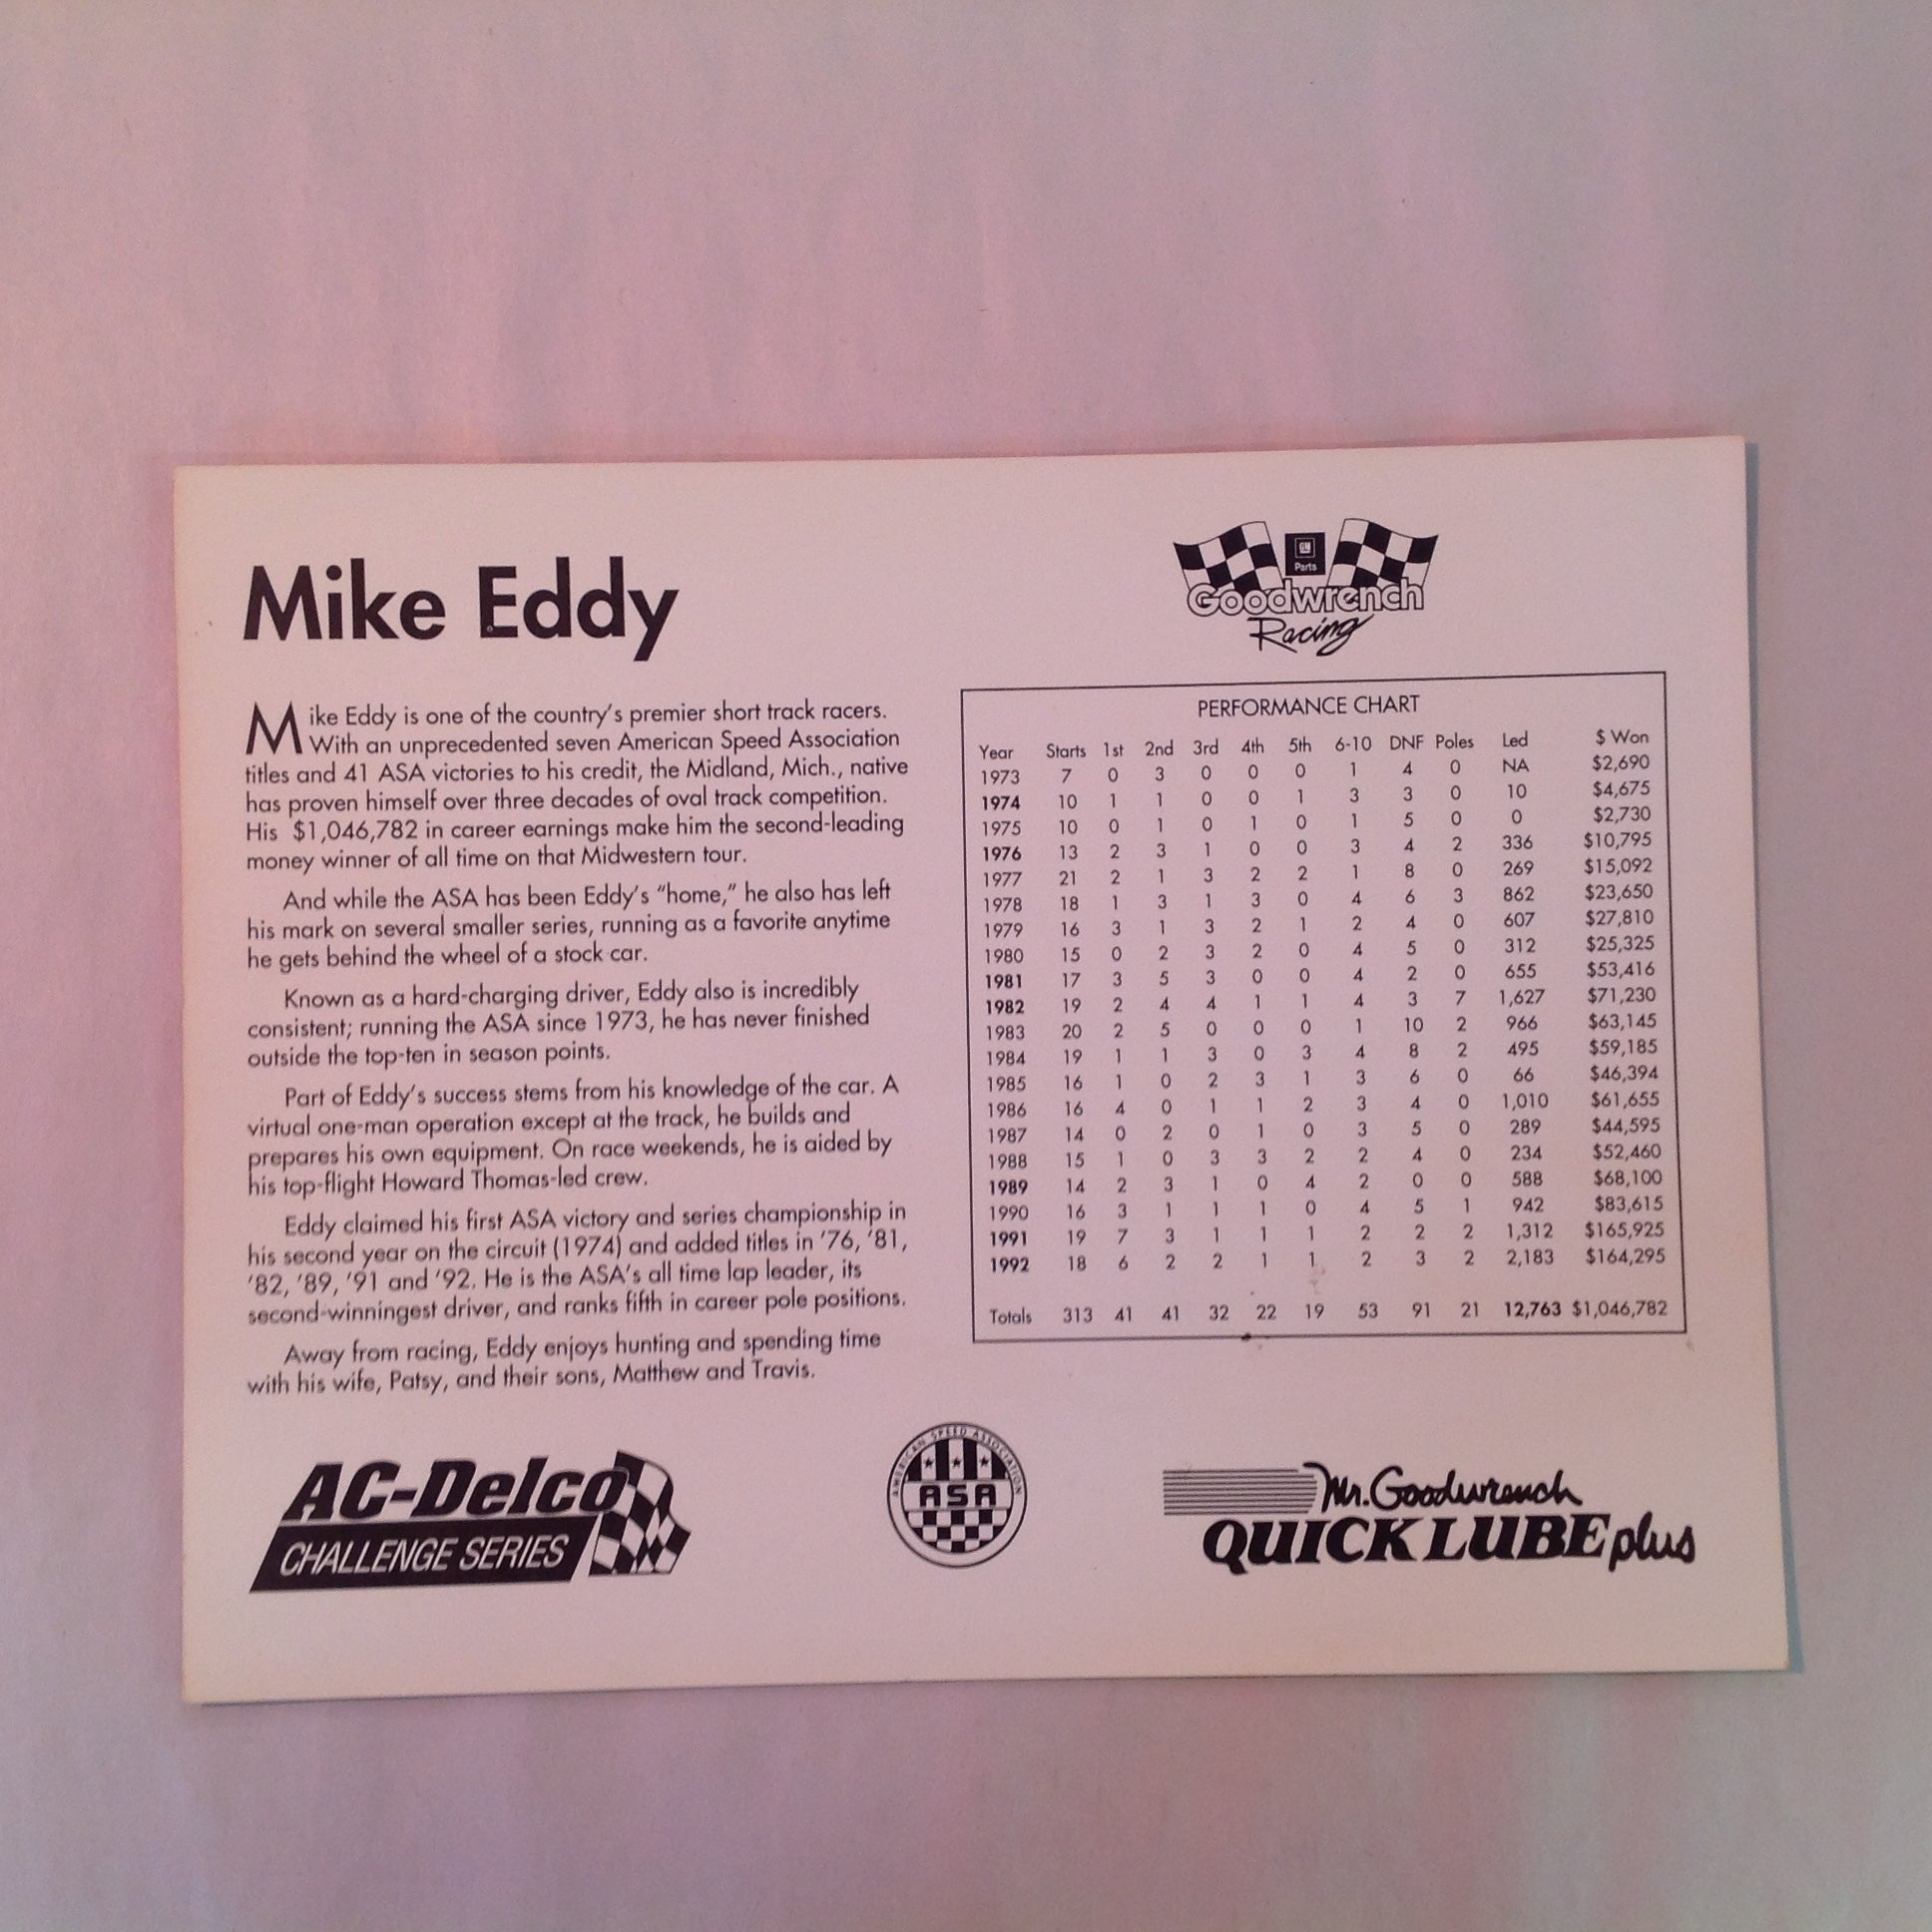 Mike Eddy
Mike Eddy is one of the country's premier short track racers.
With an unprecedented seven American Speed Association
titles and 41 ASA victories to his credit, the Midland, Mich., native
has proven himself over three decades of oval track competition.
His $1,046,782 in career earnings make him the second-leading
money winner of all time on that Midwestern tour.
And while the ASA has been Eddy's "home," he also has left
his mark on several smaller series, running as a favorite anytime
he gets behind the wheel of a stock car.
Known as a hard-charging driver, Eddy also is incredibly
consistent; running the ASA since 1973, he has never finished
outside the top-ten in season points.
Part of Eddy's success stems from his knowledge of the car. A
virtual one-man operation except at the track, he builds and
prepares his own equipment. On race weekends, he is aided by
his top-flight Howard Thomas-led crew.
Eddy claimed his first ASA victory and series championship in
his second year on the circuit (1974) and added titles in '76, '81,
'82, '89, '91 and '92. He is the ASA's all time lap leader, its
second-winningest driver, and ranks fifth in career pole positions.
Away from racing, Eddy enjoys hunting and spending time
with his wife, Patsy, and their sons, Matthew and Travis.
GM
Parts
Goodwrench
Racing
PERFORMANCE CHART
Year Starts 1st 2nd 3rd 4th 5th 6-10 DNF Poles Led $ Won
1973 7 0 3 0 0 0 1 4 0 NA $2,690
1974 10 1 1 0 0 1 3 3 0 10 $4,675
1975 10 0 1 0 1 0 1 5 0 0 $2,730
1976 13 2 3 1 0 0 3 4 2 336 $10,795
1977 21 2 1 3 2 2 1 8 0 269 $15,092
1978 18 1 3 1 3 0 4 6 3 862 $23,650
1979 16 3 1 3 2 1 2 4 0 607 $27,810
1980 15 0 2 3 2 0 4 5 0 312 $25,325
1981 17 3 5 3 0 0 4 2 0 655 $53,416
1982 19 2 4 4 1 1 4 3 7 1,627 $71,230
1983 20 2 5 0 0 0 1 10 2 966 $63,145
1984 19 1 1 3 0 3 4 8 2 495 $59,185
1985 16 1 0 2 3 1 3 6 0 66 $46,394
1986 16 4 0 1 1 2 3 4 0 1,010 $61,655
1987 14 0 2 0 1 0 3 5 0 289 $44,595
1988 15 1 0 3 3 2 2 4 0 234 $52,460
1989 14 2 3 1 0 4 2 0 0 588 $68,100
1990 16 3 1 1 1 0 4 5 1 942 $83,615
1991 19 7 3 1 1 1 2 2 2 1,312 $165,925
1992 18 6 2 2 1 1 2 3 2 2,183 $164,295
Totals 313 41 41 32 22 19 53 91 21 12,763 $1,046,782
AC-Delco
CHALLENGE SERIES
AMERICAN SPEED ASSOCIATION
ASA
Mr. Goodwrench
QUICK LUBE plus